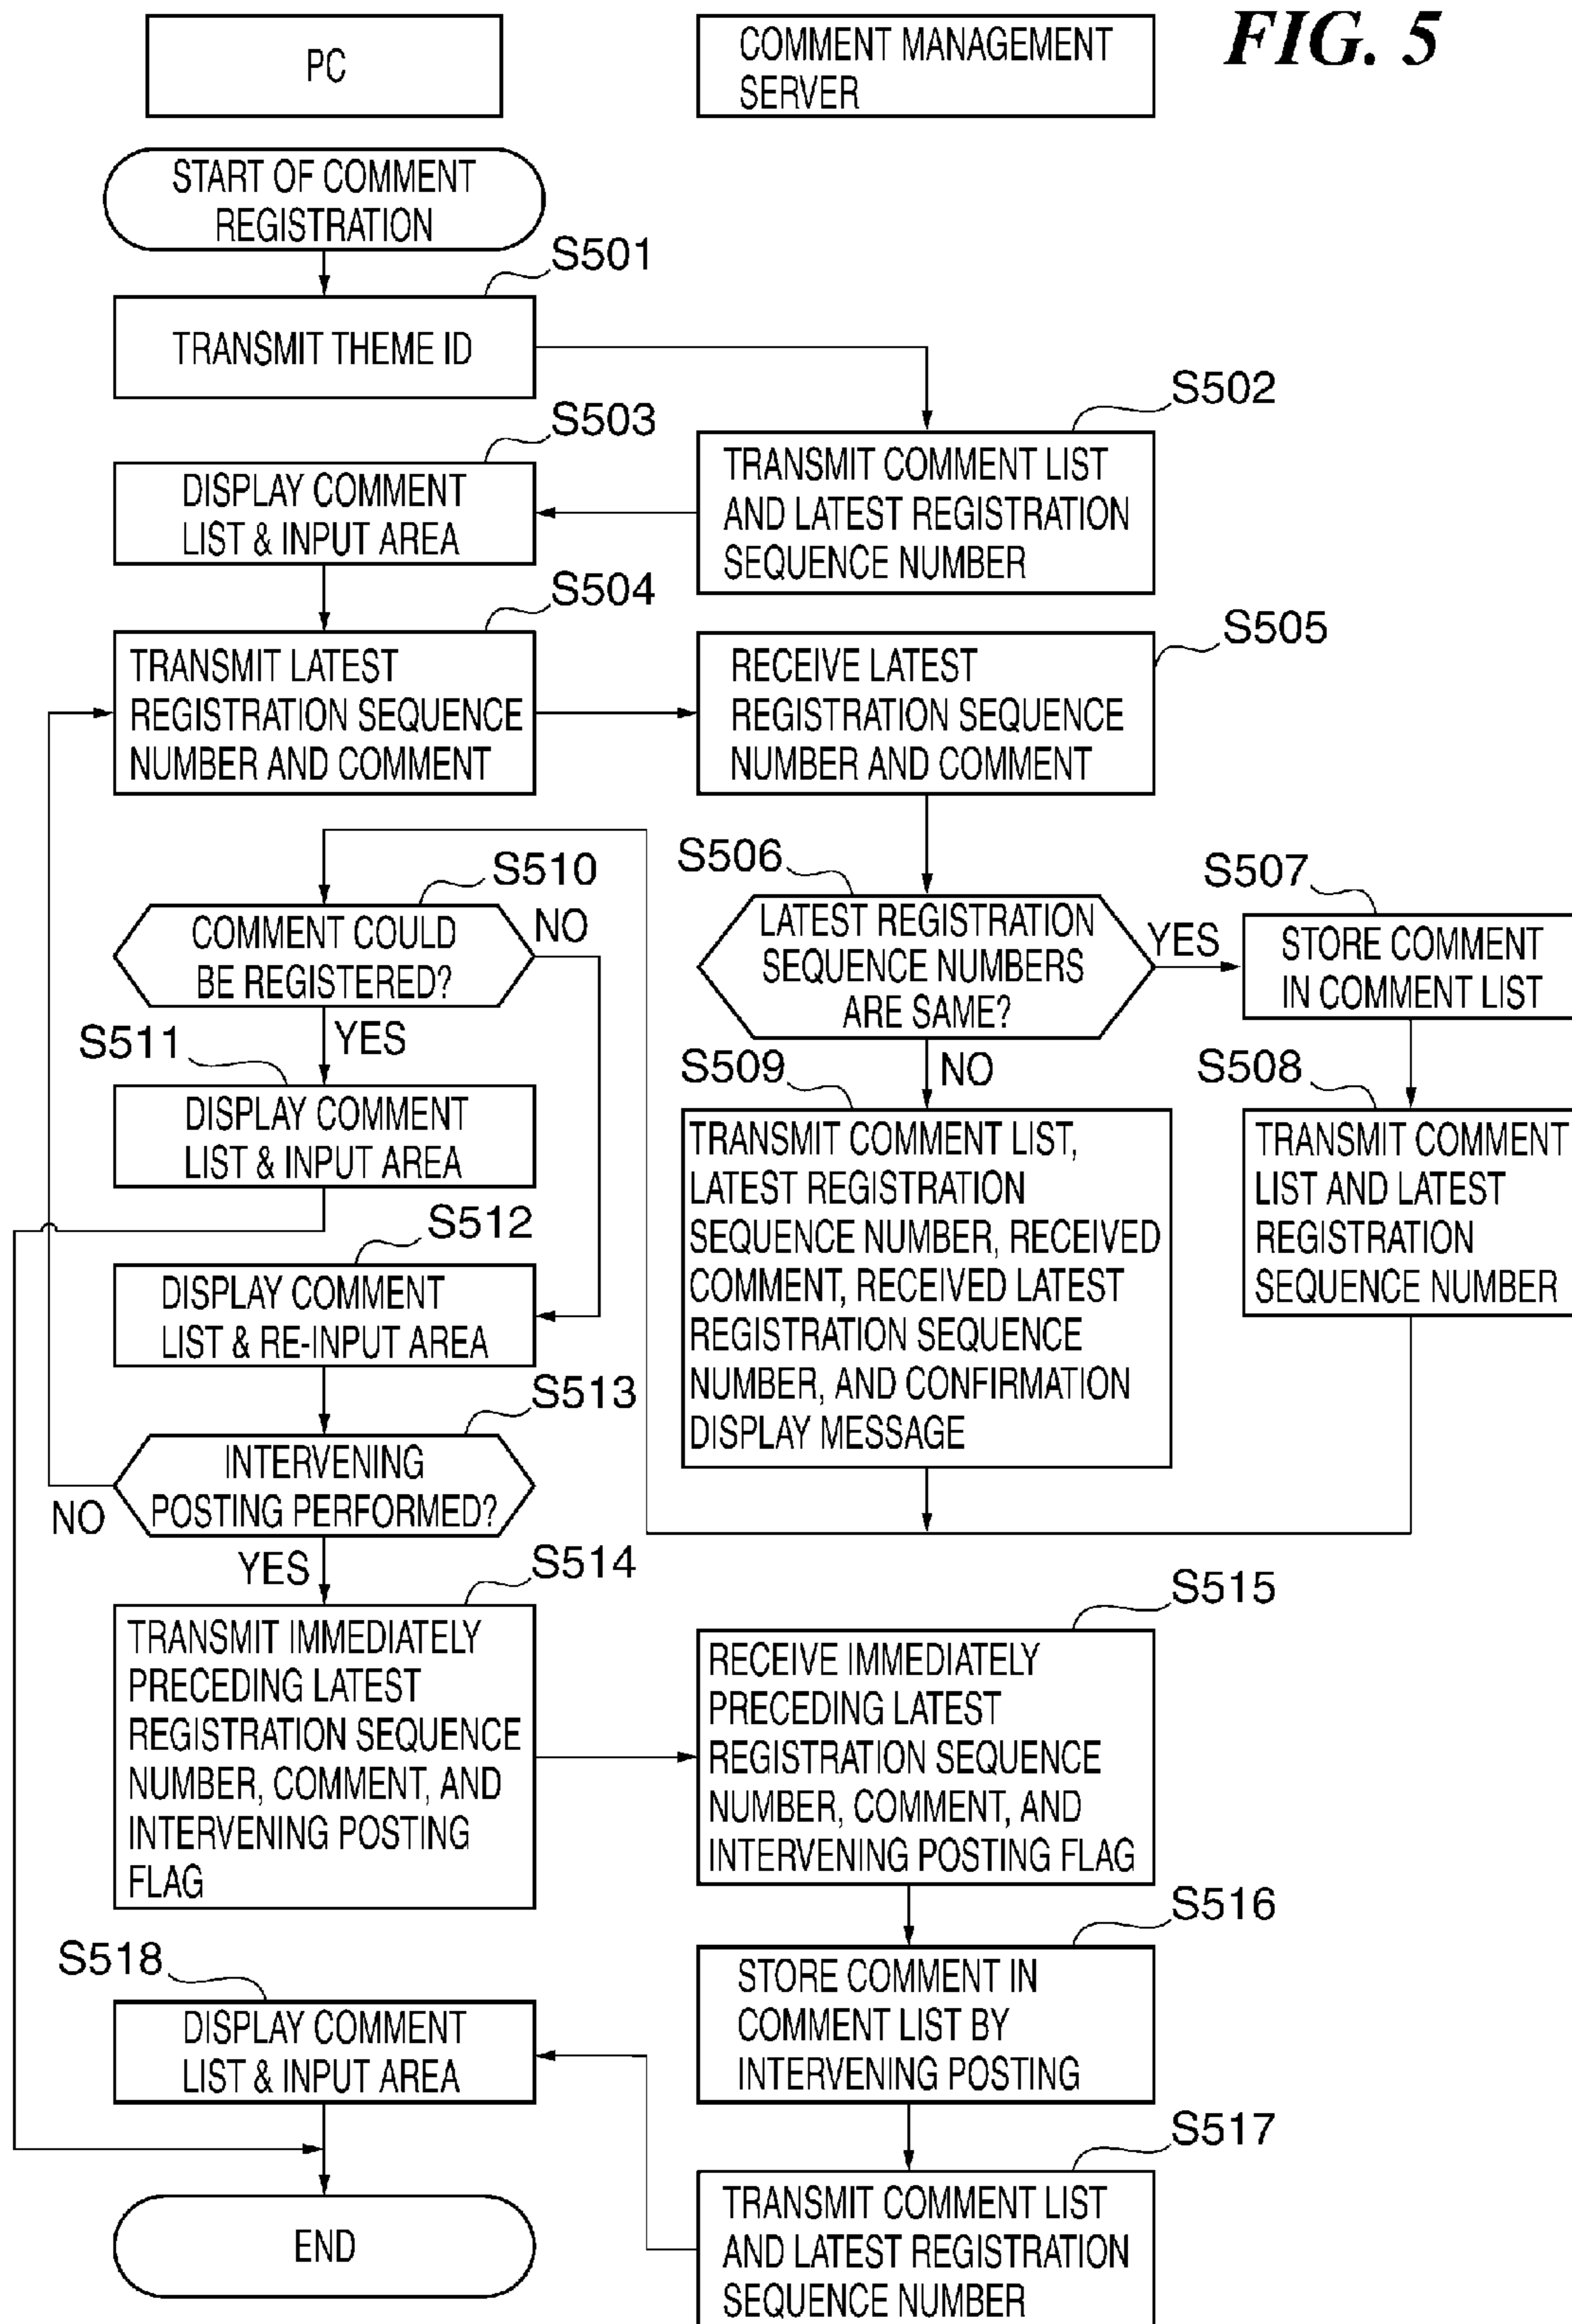 FIG. 5
PC
COMMENT MANAGEMENT
SERVER
START OF COMMENT
REGISTRATION
S501
TRANSMIT THEME ID
S502
TRANSMIT COMMENT LIST
AND LATEST REGISTRATION
SEQUENCE NUMBER
S503
DISPLAY COMMENT
LIST & INPUT AREA
S504
TRANSMIT LATEST
REGISTRATION SEQUENCE
NUMBER AND COMMENT
S505
RECEIVE LATEST
REGISTRATION SEQUENCE
NUMBER AND COMMENT
S506
LATEST REGISTRATION
SEQUENCE NUMBERS
ARE SAME?
YES
NO
S507
STORE COMMENT
IN COMMENT LIST
S508
TRANSMIT COMMENT
LIST AND LATEST
REGISTRATION
SEQUENCE NUMBER
S509
TRANSMIT COMMENT LIST,
LATEST REGISTRATION
SEQUENCE NUMBER, RECEIVED
COMMENT, RECEIVED LATEST
REGISTRATION SEQUENCE
NUMBER, AND CONFIRMATION
DISPLAY MESSAGE
S510
COMMENT COULD
BE REGISTERED?
NO
YES
S511
DISPLAY COMMENT
LIST & INPUT AREA
S512
DISPLAY COMMENT
LIST & RE-INPUT AREA
S513
INTERVENING
POSTING PERFORMED?
NO
YES
S514
TRANSMIT IMMEDIATELY
PRECEDING LATEST
REGISTRATION SEQUENCE
NUMBER, COMMENT, AND
INTERVENING POSTING
FLAG
S515
RECEIVE IMMEDIATELY
PRECEDING LATEST
REGISTRATION SEQUENCE
NUMBER, COMMENT, AND
INTERVENING POSTING FLAG
S516
STORE COMMENT IN
COMMENT LIST BY
INTERVENING POSTING
S517
TRANSMIT COMMENT LIST
AND LATEST REGISTRATION
SEQUENCE NUMBER
S518
DISPLAY COMMENT
LIST & INPUT AREA
END